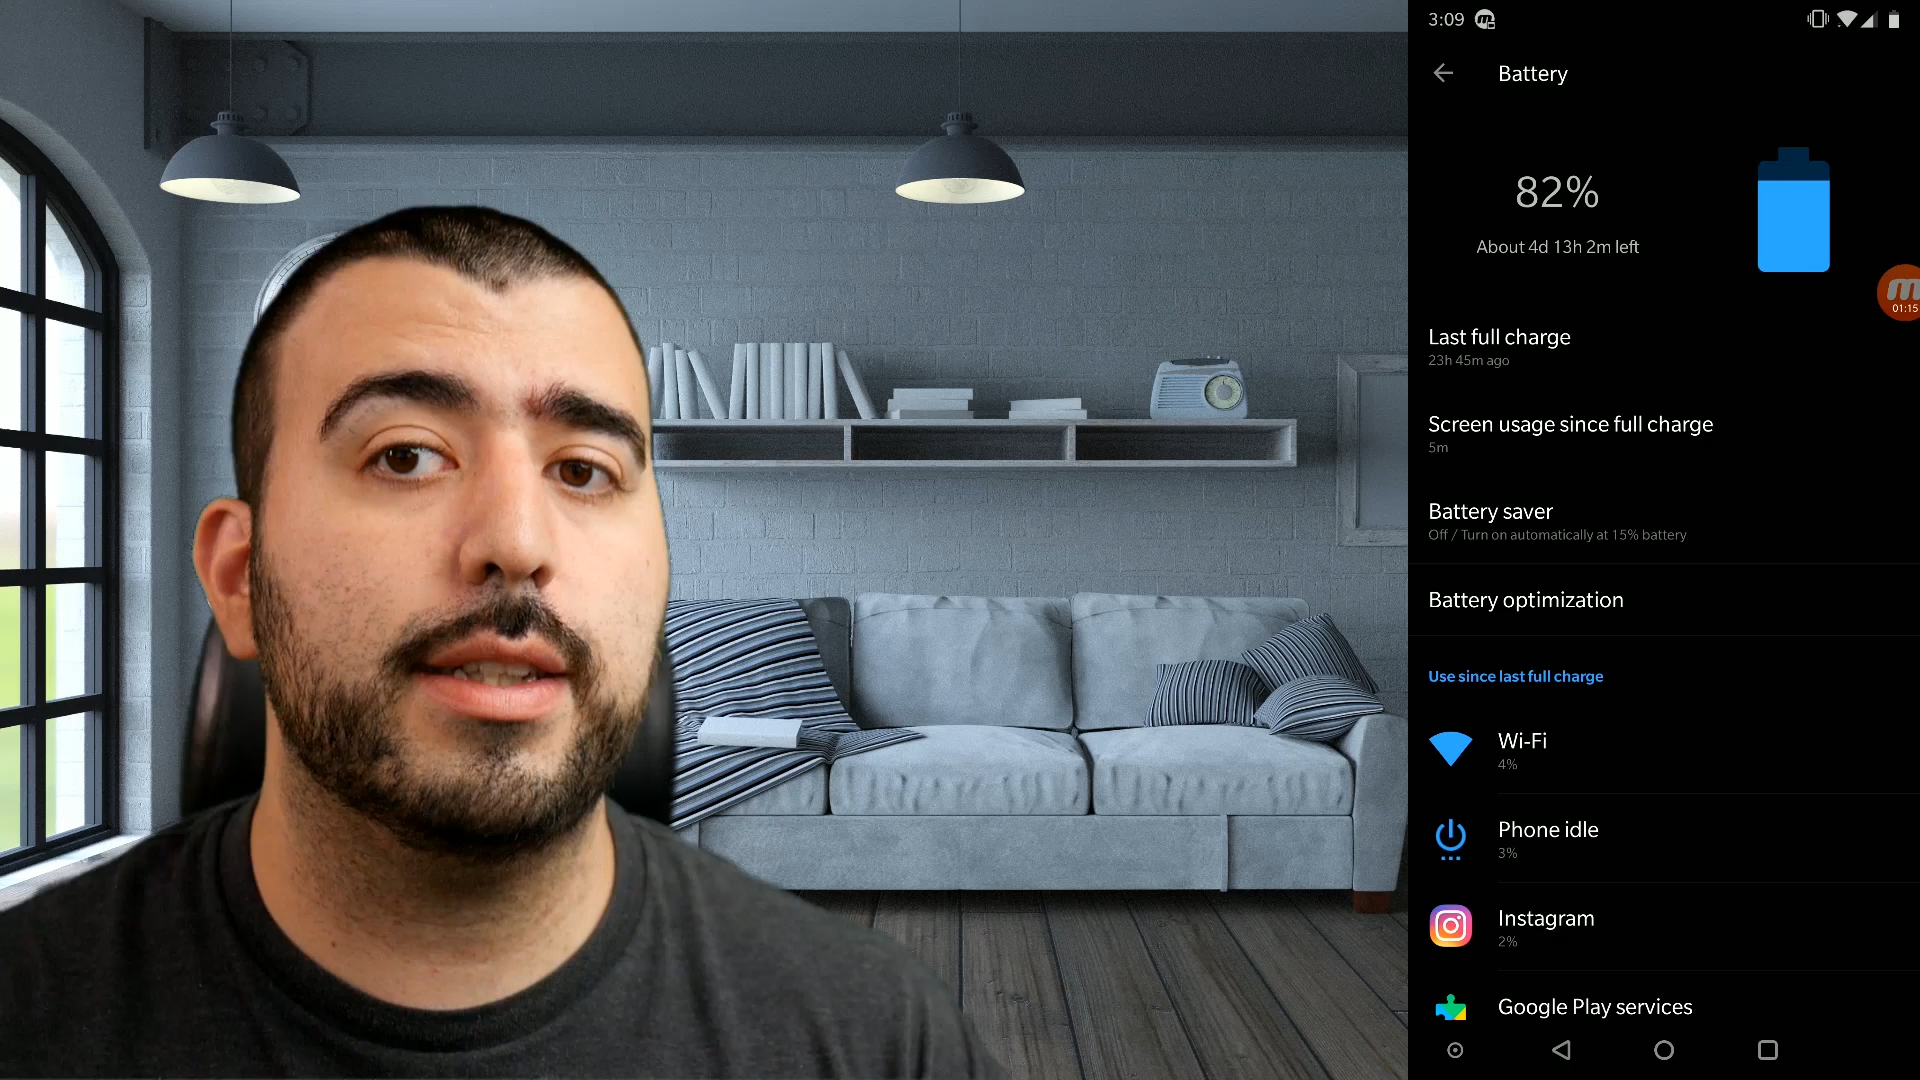 3:09
Battery
82%
About 4d 13h 2m left
01:15
Last full charge
23h 45m ago
Screen usage since full charge
5m
Battery saver
Off / Turn on automatically at 15% battery
Battery optimization
Use since last full charge
Wi-Fi
4%
Phone idle
3%
Instagram
2%
Google Play services